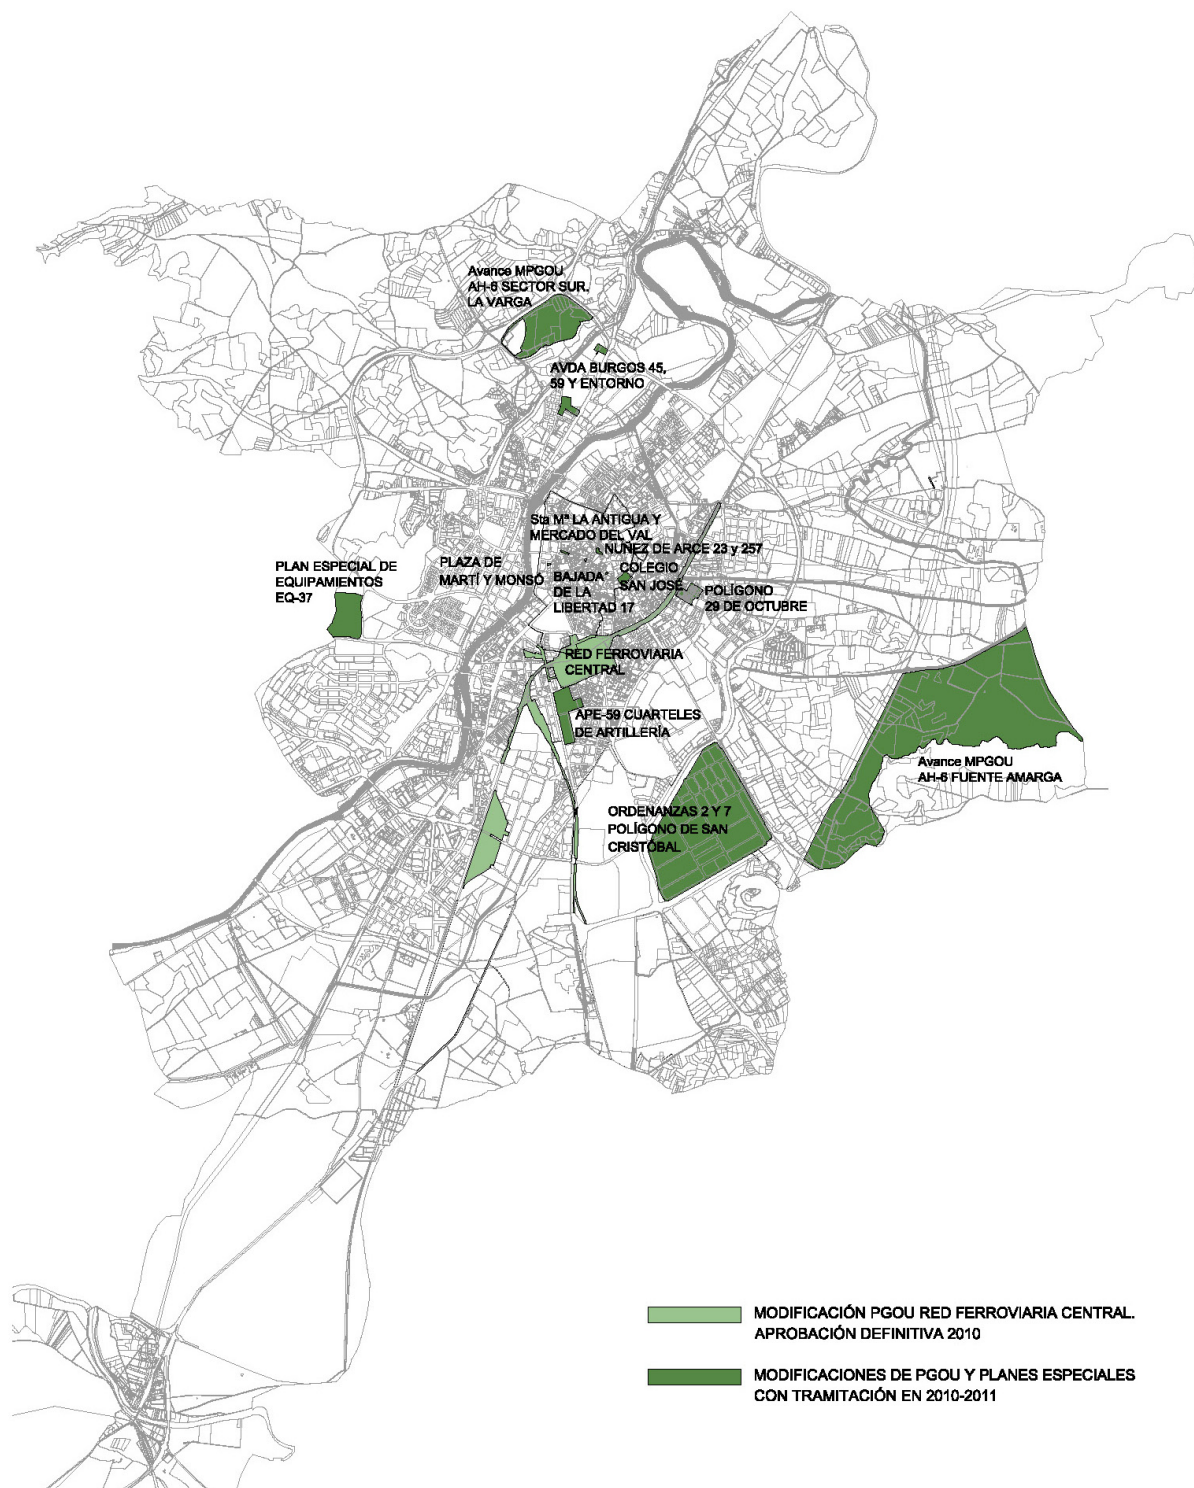 Avance MPGOU
AH-6 SECTOR SUR,
LA VARGA
AVDA BURGOS 45,
59 Y ENTORNO
Sta Mª LA ANTIGUA Y
MERCADO DEL VAL
NUÑEZ DE ARCE 23 y 257
PLAZA DE
MARTÍ Y MONSÓ
BAJADA
DE LA
LIBERTAD 17
COLEGIO
SAN JOSÉ
POLÍGONO
29 DE OCTUBRE
PLAN ESPECIAL DE
EQUIPAMIENTOS
EQ-37
RED FERROVIARIA
CENTRAL
APE-59 CUARTELES
DE ARTILLERÍA
Avance MPGOU
AH-6 FUENTE AMARGA
ORDENANZAS 2 Y 7
POLÍGONO DE SAN
CRISTÓBAL
MODIFICACIÓN PGOU RED FERROVIARIA CENTRAL.
APROBACIÓN DEFINITIVA 2010
MODIFICACIONES DE PGOU Y PLANES ESPECIALES
CON TRAMITACIÓN EN 2010-2011